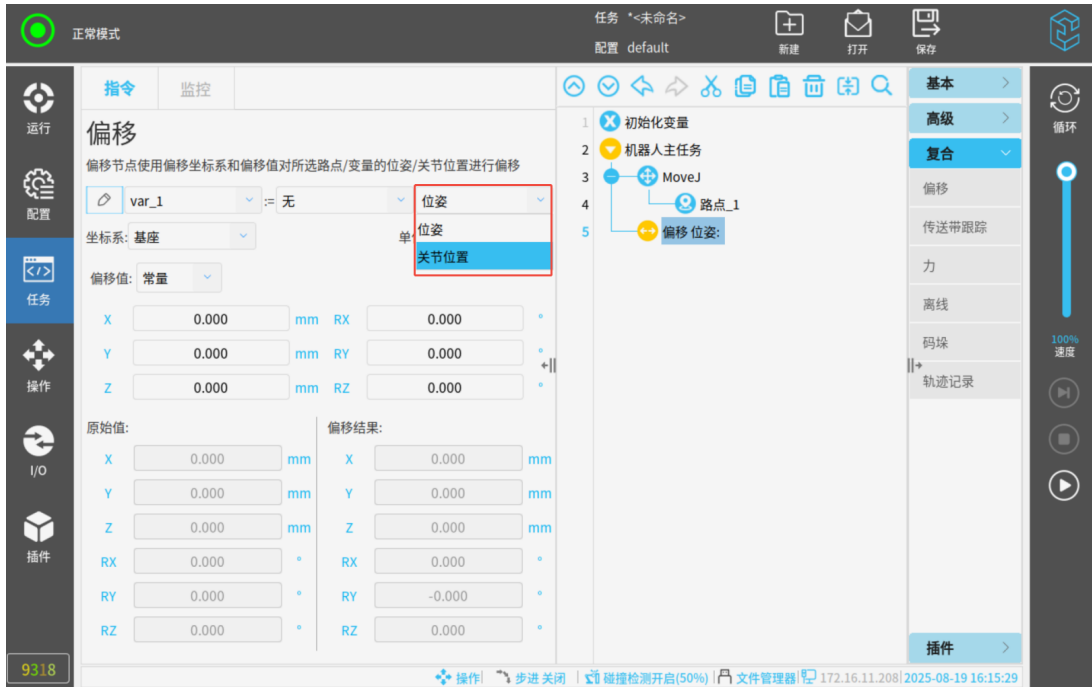 正常模式
任务 *<未命名>
配置 default
新建
打开
保存
运行
配置
任务
操作
I/O
插件
9318
指令 监控
偏移
偏移节点使用偏移坐标系和偏移值对所选路点/变量的位姿/关节位置进行偏移
var_1 := 无 位姿
位姿
关节位置
坐标系: 基座
偏移值: 常量
X 0.000 mm RX 0.000 °
Y 0.000 mm RY 0.000 °
Z 0.000 mm RZ 0.000 °
原始值: 偏移结果:
X 0.000 mm X 0.000 mm
Y 0.000 mm Y 0.000 mm
Z 0.000 mm Z 0.000 mm
RX 0.000 ° RX 0.000 °
RY 0.000 ° RY -0.000 °
RZ 0.000 ° RZ 0.000 °
1 初始化变量
2 机器人主任务
3 MoveJ
4 路点_1
5 偏移 位姿:
基本
高级
复合
偏移
传送带跟踪
力
离线
码垛
轨迹记录
插件
循环
100%
速度
操作 步进 关闭 碰撞检测开启(50%) 文件管理器 172.16.11.208 2025-08-19 16:15:29